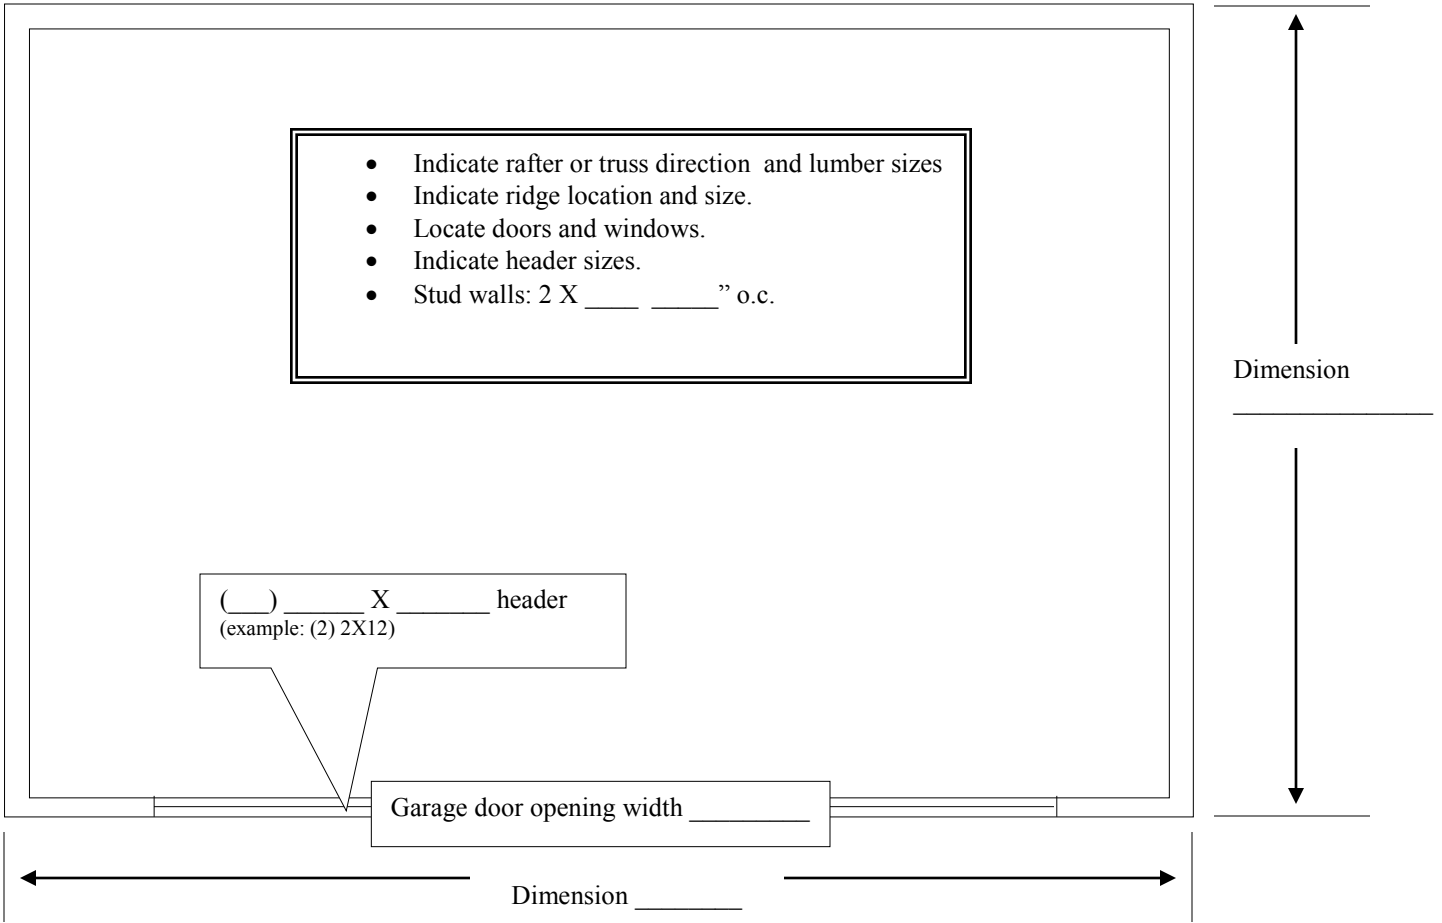 • Indicate rafter or truss direction  and lumber sizes
• Indicate ridge location and size.
• Locate doors and windows.
• Indicate header sizes.
• Stud walls: 2 X ____  _____” o.c.
Dimension
_______________
(___) ______ X _______ header
(example: (2) 2X12)
Garage door opening width _________
Dimension ________